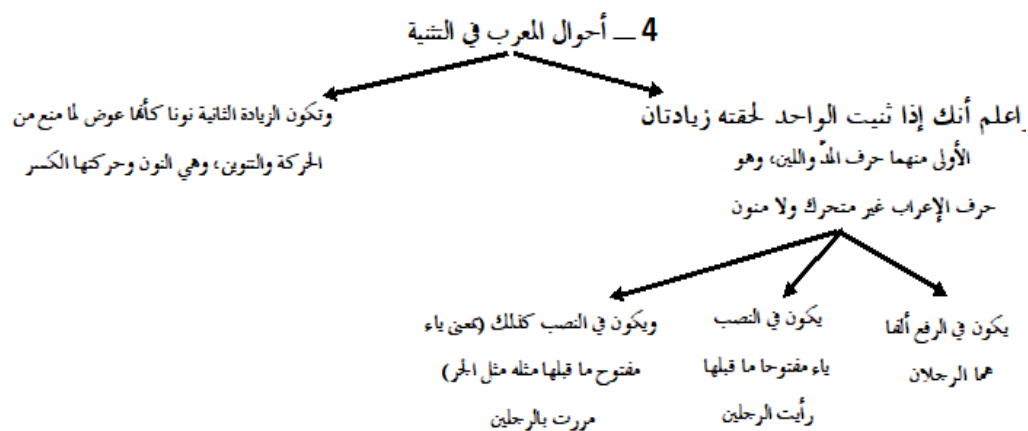 4 ــ أحوال المعرب في التثنية
واعلم أنك إذا ثنيت الواحد لحقته زيادتان
الأولى منهما حرف المدّ واللين، وهو
حرف الإعراب غير متحرك ولا منون
وتكون الزيادة الثانية نونا كألها عوض لما منع من
الحركة والتنوين، وهي النون وحركتها الكسر
يكون في الرفع ألفا
هما الرجلان
يكون في النصب
ياء مفتوحا ما قبلها
رأيت الرجلين
ويكون في النصب كذلك (بمعنى ياء
مفتوح ما قبلها مثله مثل الجر)
مررت بالرجلين